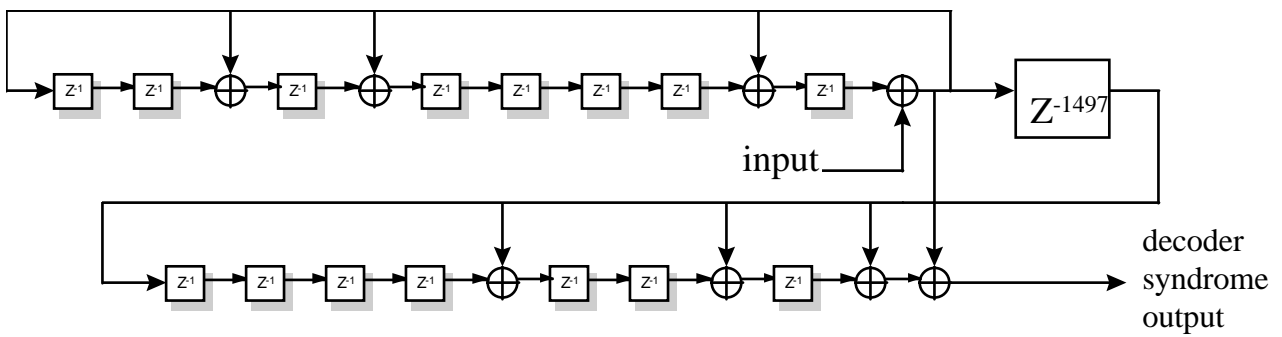 Z-1 Z-1 Z-1 Z-1 Z-1 Z-1 Z-1 Z-1
Z-1497
input
Z-1 Z-1 Z-1 Z-1 Z-1 Z-1 Z-1
decoder
syndrome
output